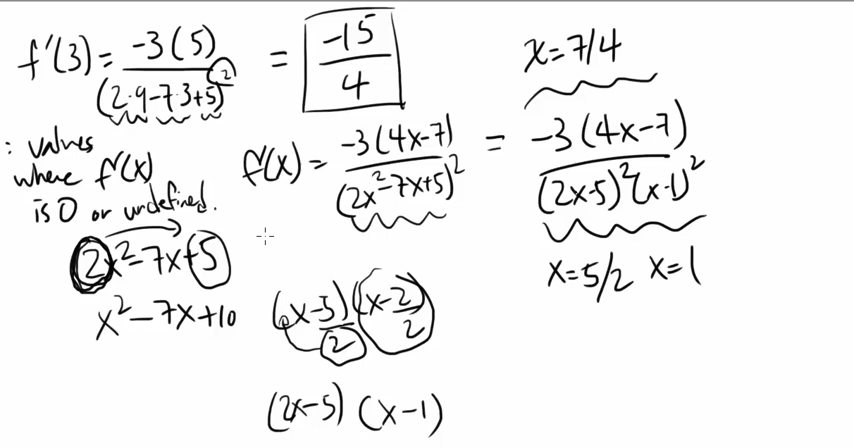 f'(3) = -3(5) / (2·9-7·3+5)² = -15/4
x=7/4
: values where f'(x) is 0 or undefined.
f'(x) = -3(4x-7) / (2x²-7x+5)² = -3(4x-7) / (2x-5)²(x-1)²
x=5/2 x=1
2x²-7x+5
x²-7x+10
(x-5/2)(x-2/2)
(2x-5)(x-1)